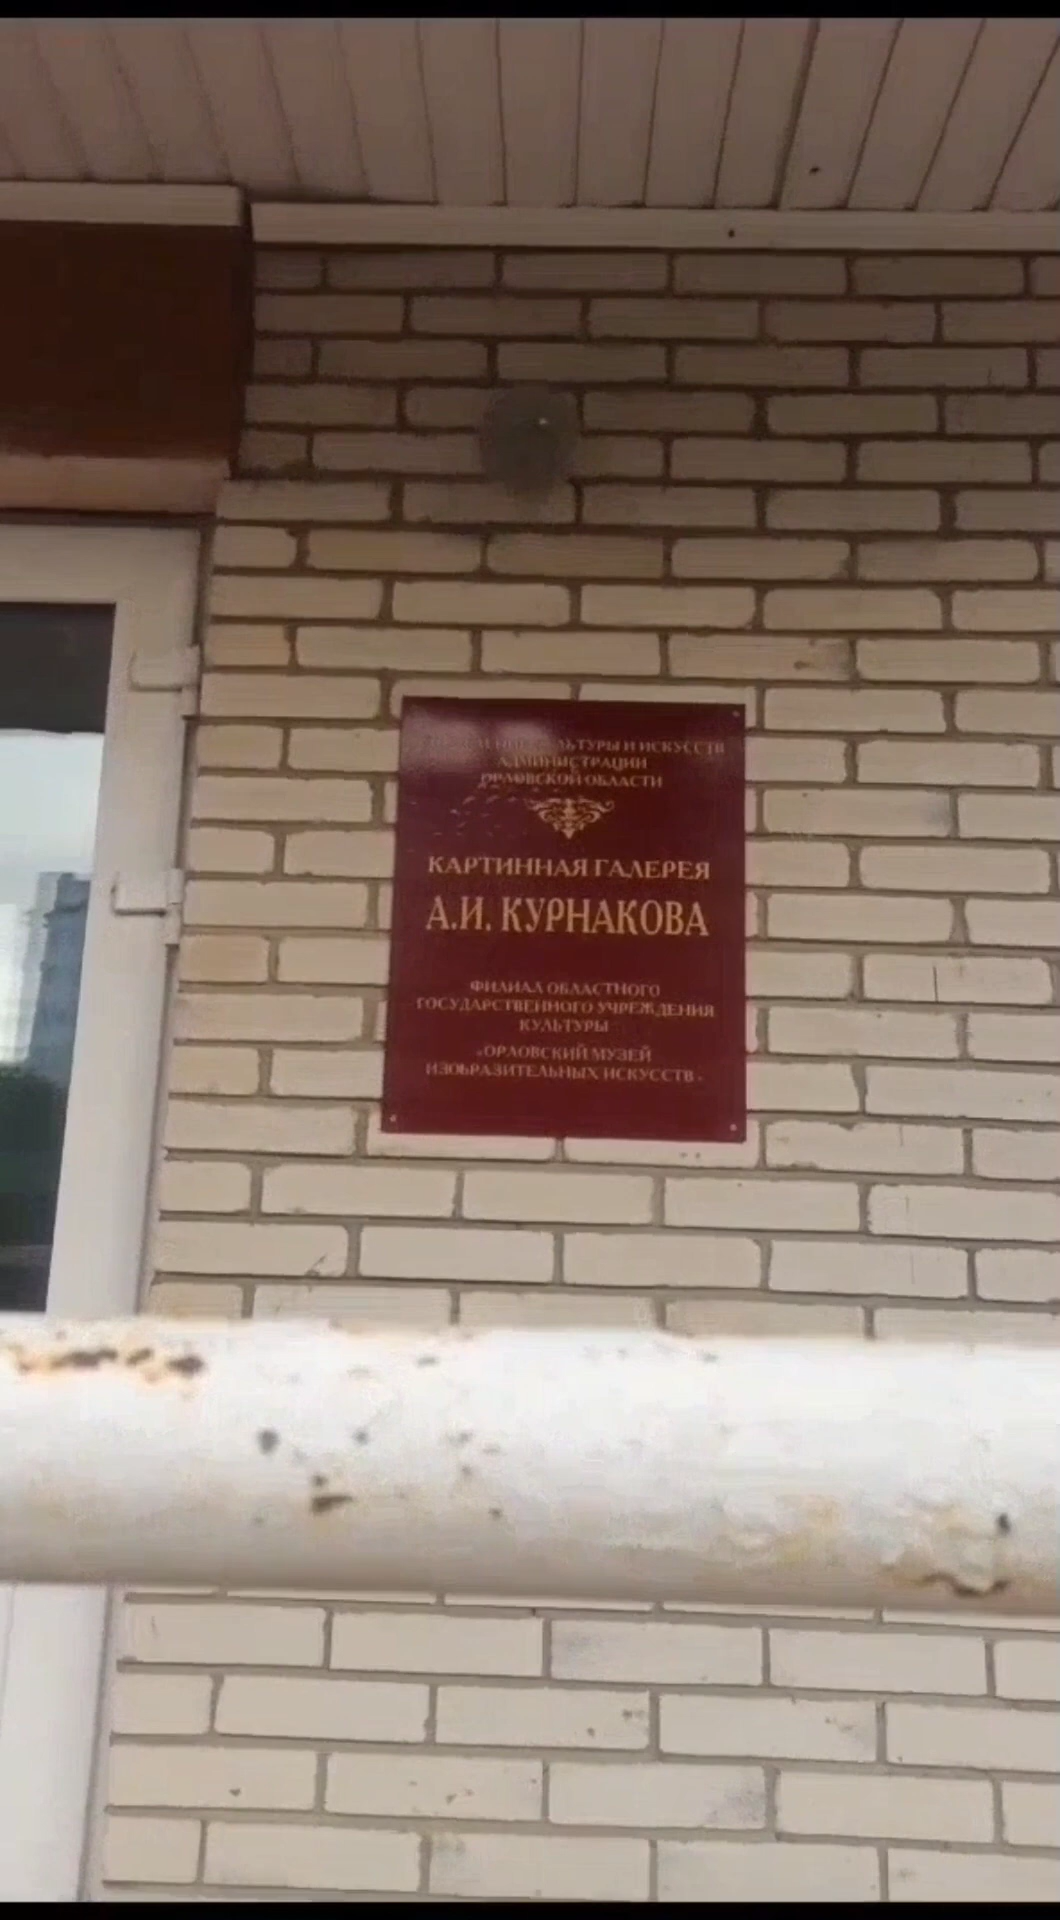 КУЛЬТУРЫ И ИСКУССТВ
АДМИНИСТРАЦИИ
ОРЛОВСКОЙ ОБЛАСТИ
КАРТИННАЯ ГАЛЕРЕЯ
А.И. КУРНАКОВА
ФИЛИАЛ ОБЛАСТНОГО
ГОСУДАРСТВЕННОГО УЧРЕЖДЕНИЯ
КУЛЬТУРЫ
«ОРЛОВСКИЙ МУЗЕЙ
ИЗОБРАЗИТЕЛЬНЫХ ИСКУССТВ»